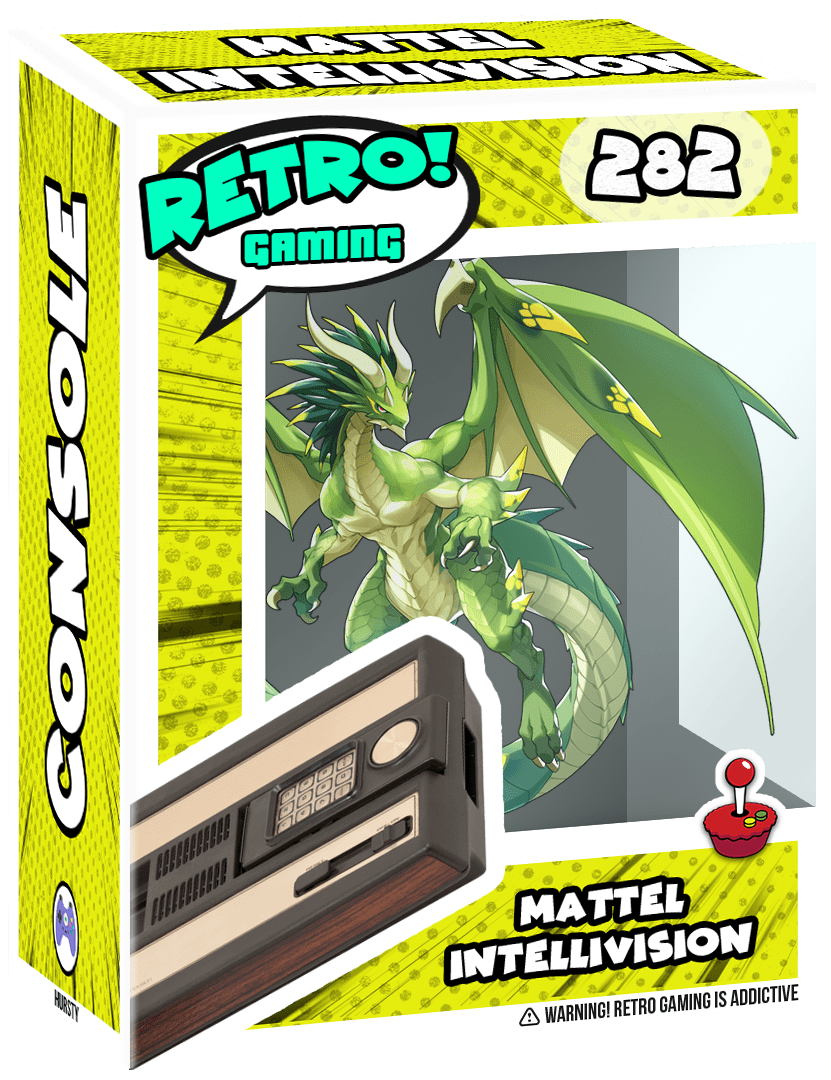 MATTEL
INTELLIVISION
RETRO!
GAMING
282
CONSOLE
HURSTY
MATTEL
INTELLIVISION
WARNING! RETRO GAMING IS ADDICTIVE